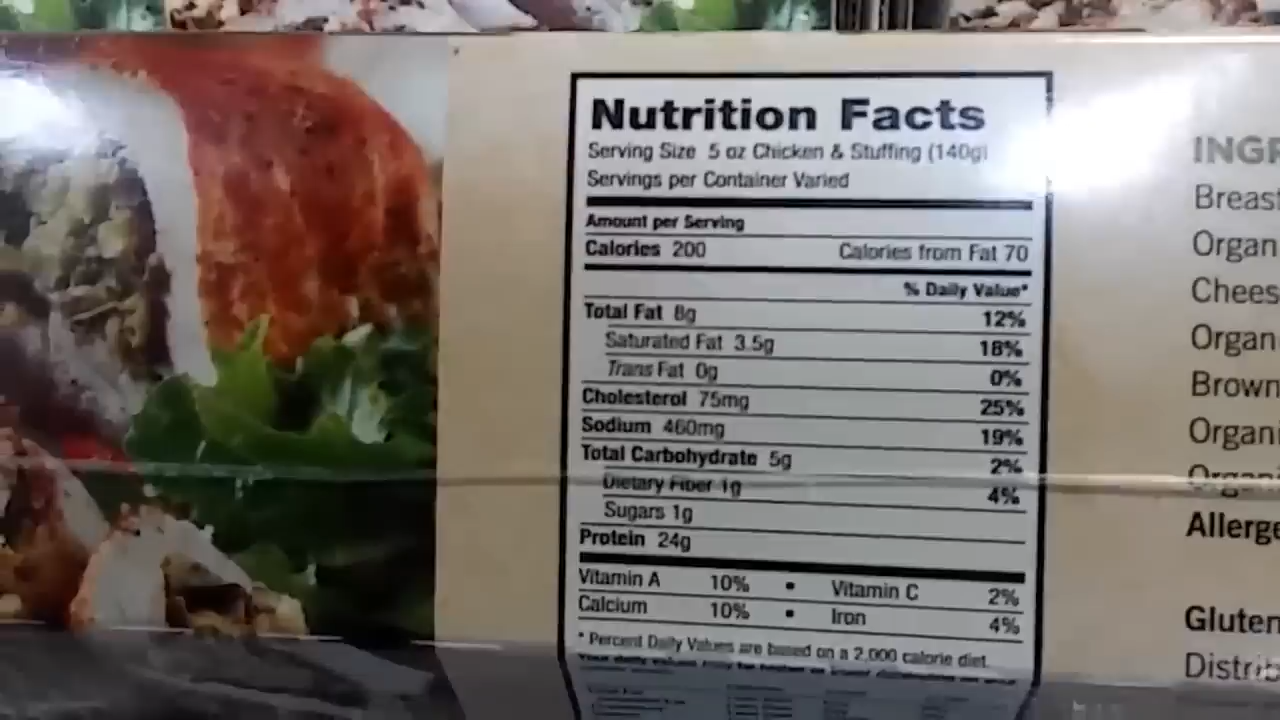 Nutrition Facts
Serving Size 5 oz Chicken & Stuffing (140g)
Servings per Container Varied
Amount per Serving
Calories 200 Calories from Fat 70
% Daily Value*
Total Fat 8g 12%
Saturated Fat 3.5g 18%
Trans Fat 0g 0%
Cholesterol 75mg 25%
Sodium 460mg 19%
Total Carbohydrate 5g 2%
Dietary Fiber 1g 4%
Sugars 1g
Protein 24g
Vitamin A 10% • Vitamin C 2%
Calcium 10% • Iron 4%
* Percent Daily Values are based on a 2,000 calorie diet.
INGR
Breast
Organ
Chees
Organ
Brown
Organi
Organi
Allerge
Gluten
Distrib